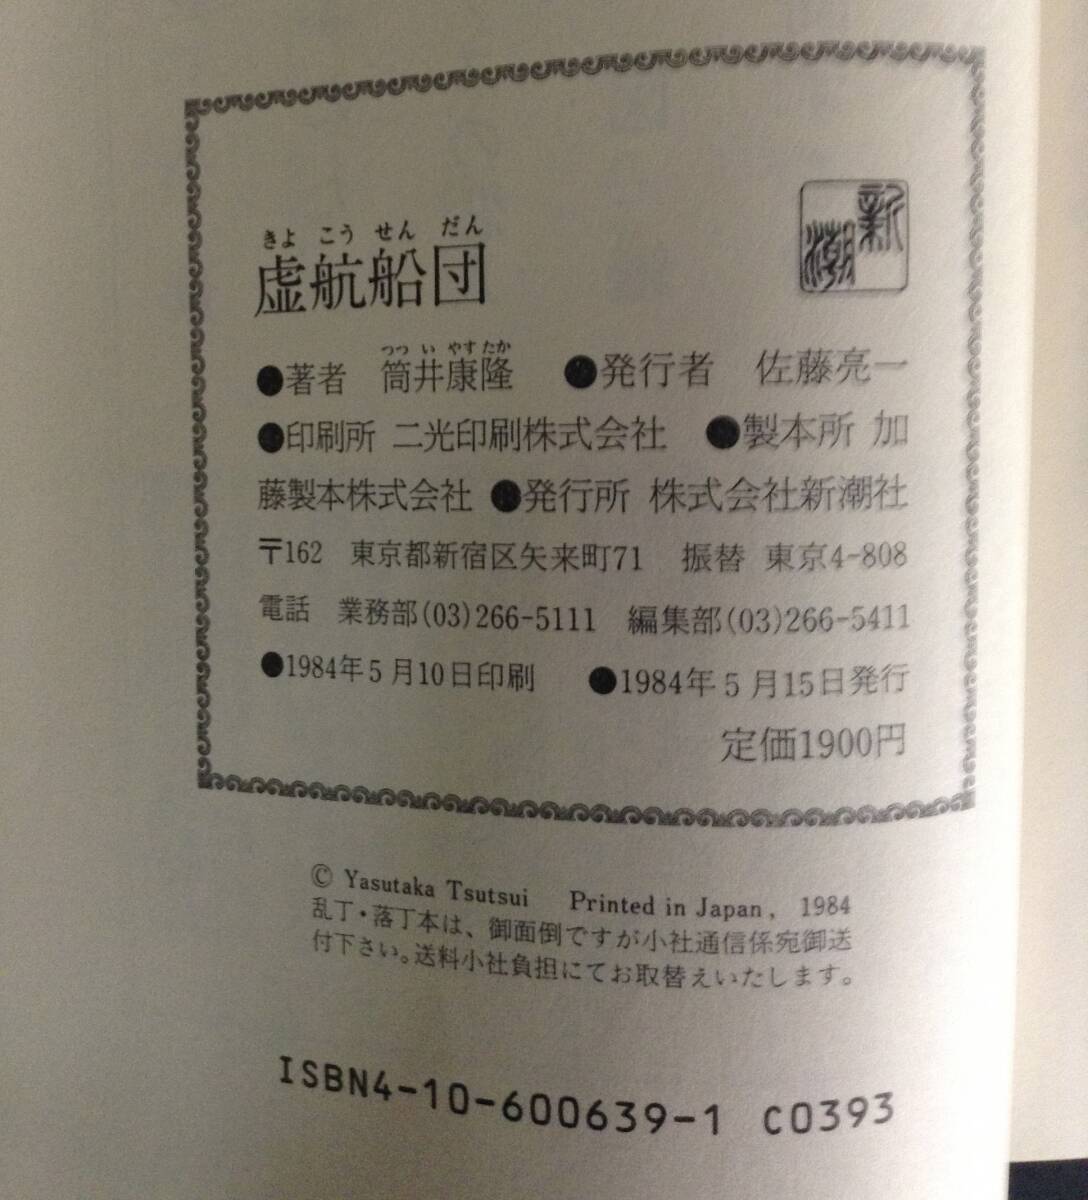 新潮
きよ こう せん だん
虚航船団
つつ い やす たか
●著者 筒井康隆 ●発行者 佐藤亮一
●印刷所 二光印刷株式会社 ●製本所 加
藤製本株式会社 ●発行所 株式会社新潮社
〒162 東京都新宿区矢来町71 振替 東京4-808
電話 業務部(03)266-5111 編集部(03)266-5411
●1984年5月10日印刷 ●1984年5月15日発行
定価1900円
© Yasutaka Tsutsui Printed in Japan, 1984
乱丁・落丁本は、御面倒ですが小社通信係宛御送
付下さい。送料小社負担にてお取替えいたします。
ISBN4-10-600639-1 C0393